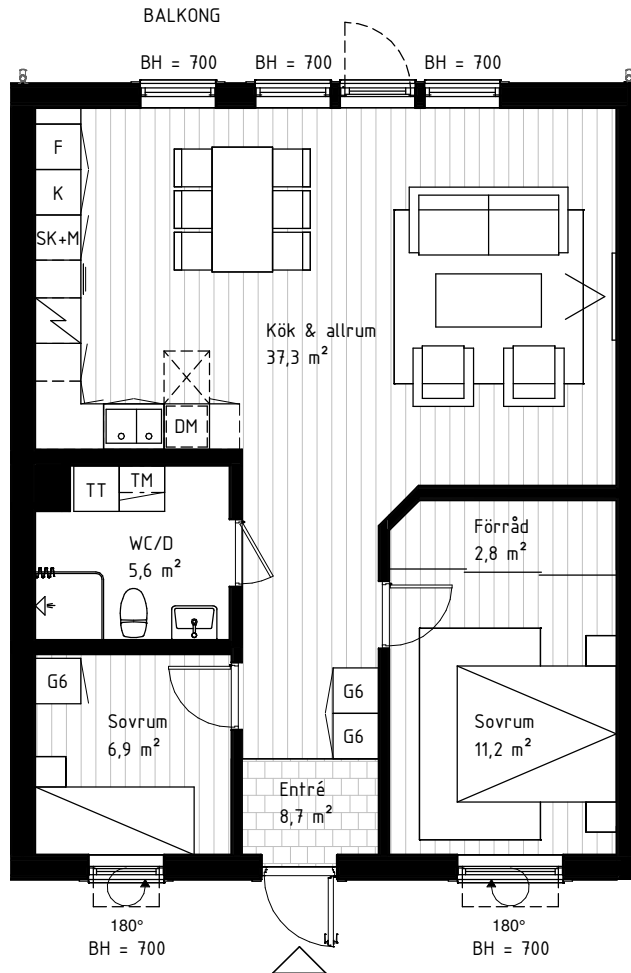 BALKONG
BH = 700
BH = 700
BH = 700
F
K
SK+M
Kök & allrum
37,3 m²
DM
TT
TM
WC/D
5,6 m²
Förråd
2,8 m²
G6
Sovrum
6,9 m²
G6
G6
Sovrum
11,2 m²
Entré
8,7 m²
180°
BH = 700
180°
BH = 700